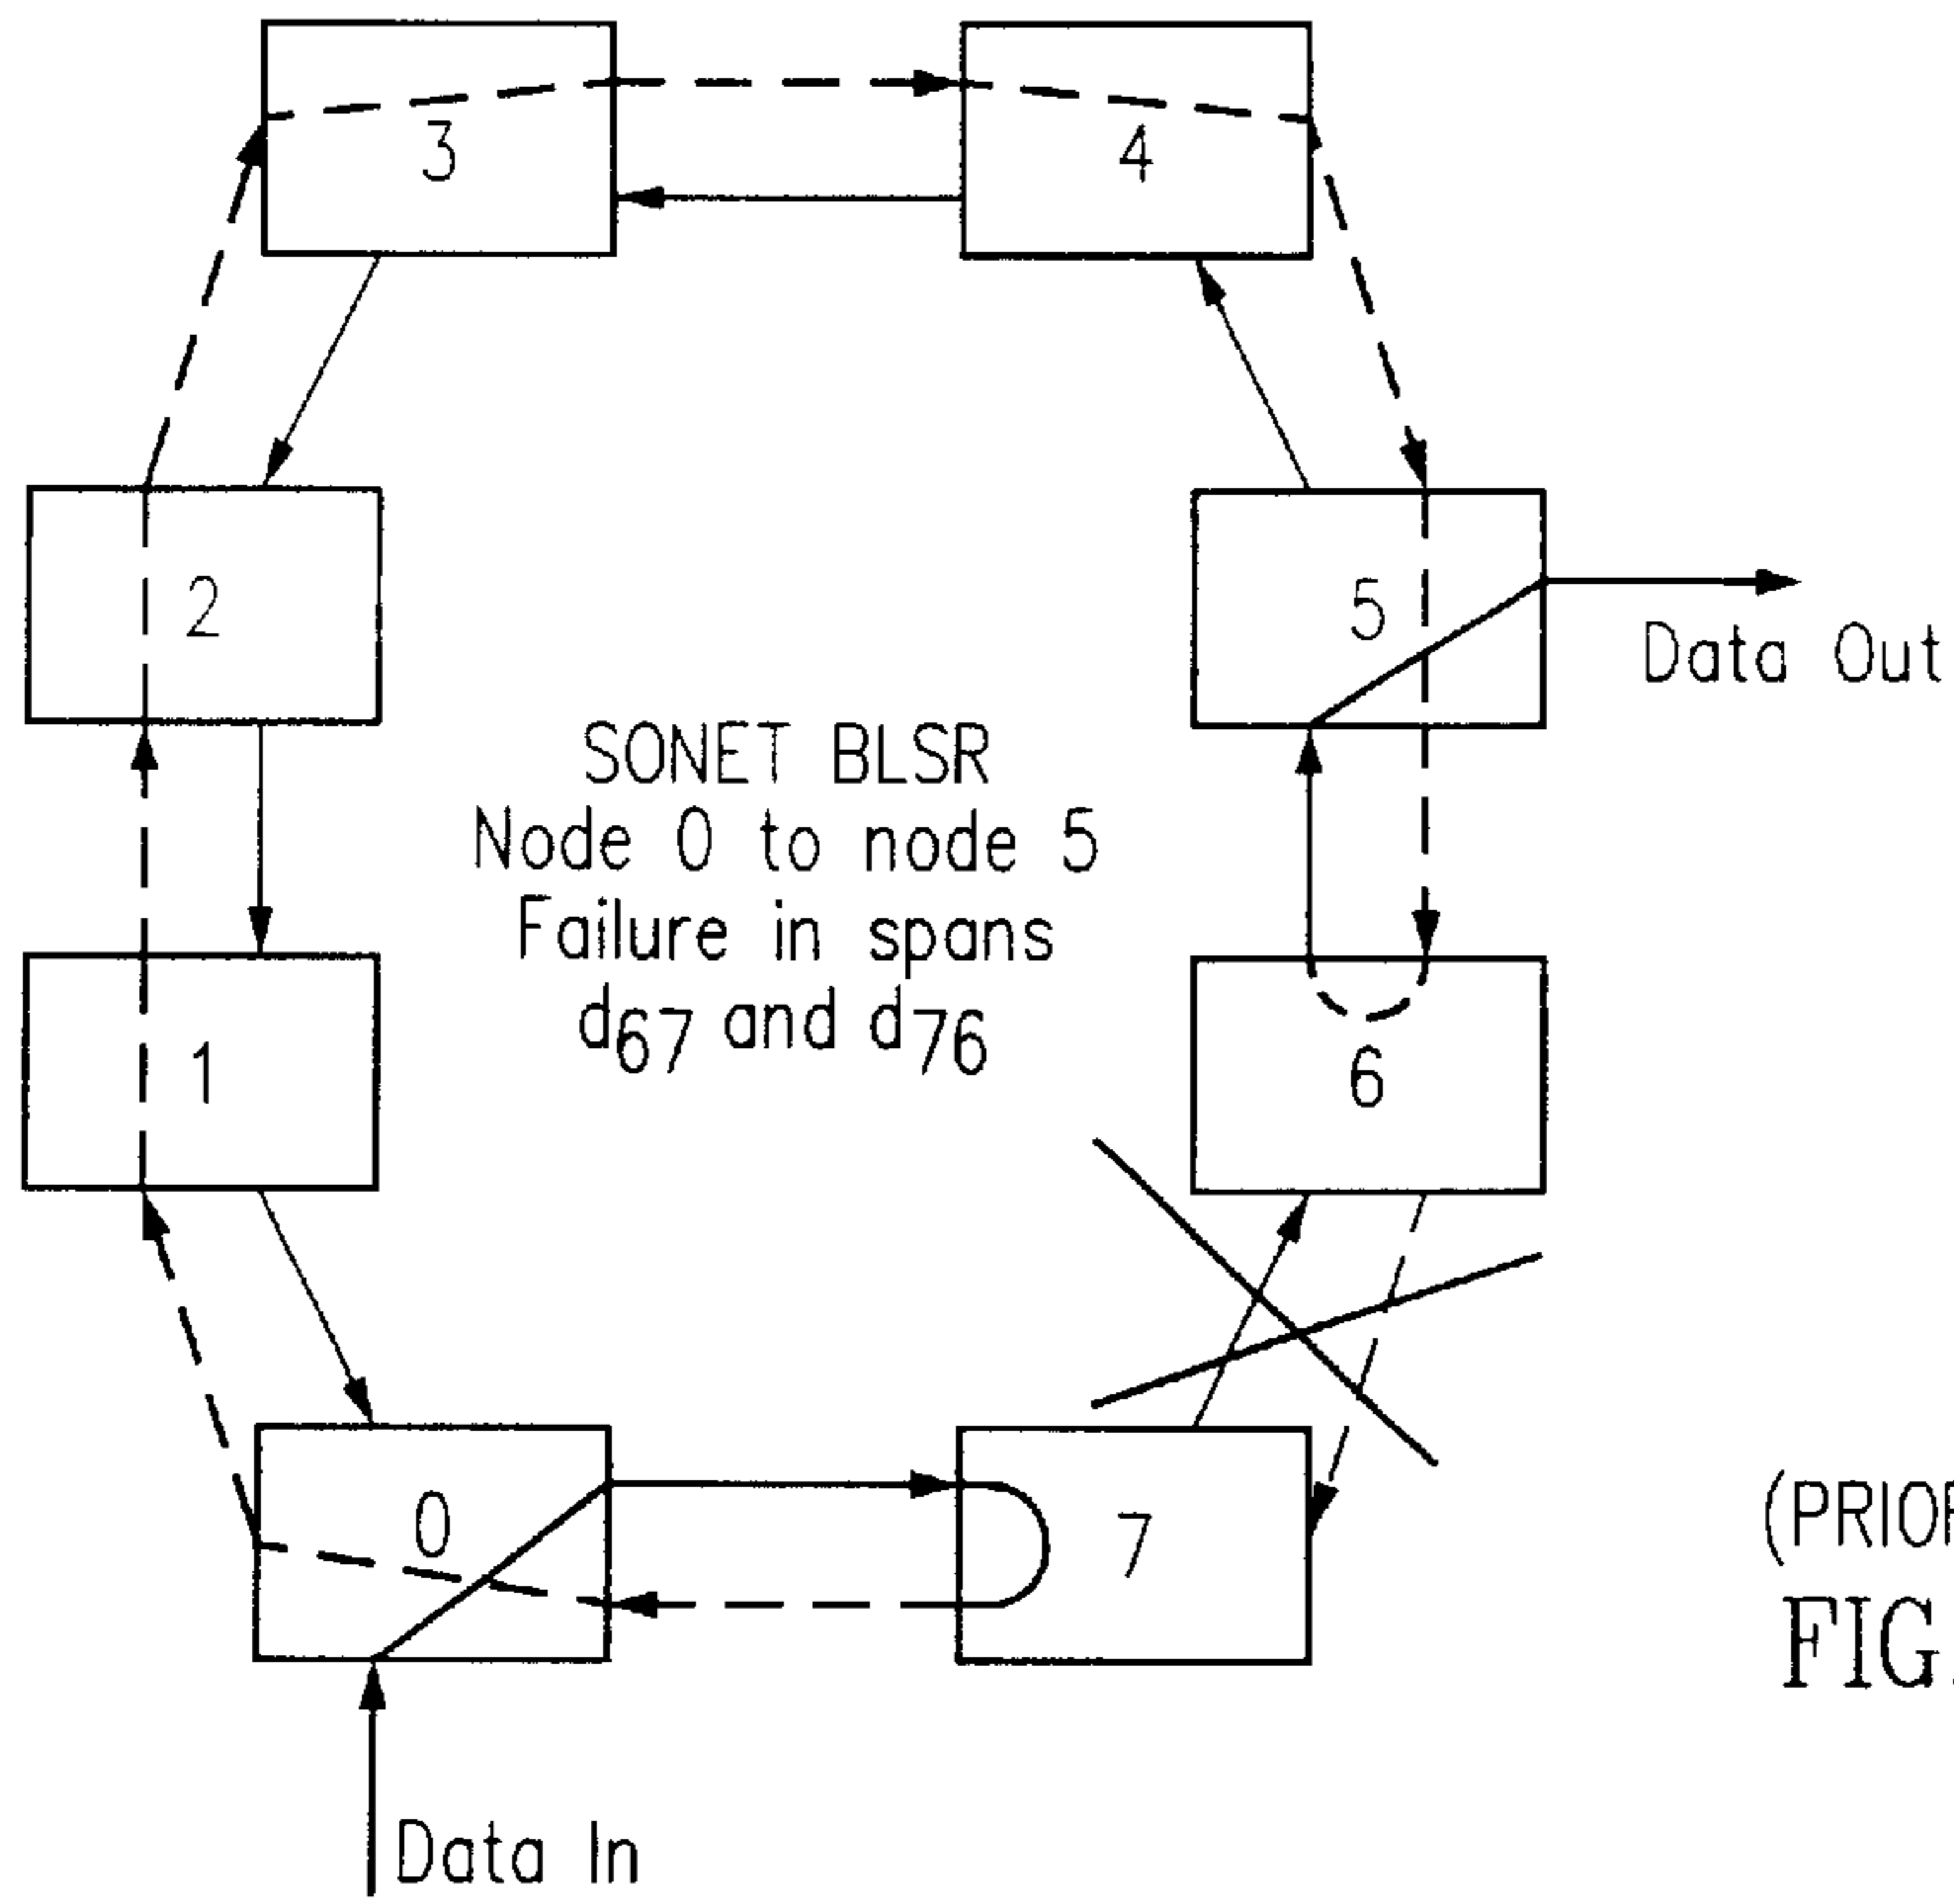 3
4
2
5
Data Out
SONET BLSR
Node 0 to node 5
Failure in spans
d67 and d76
1
6
0
7
FIG.
Data In